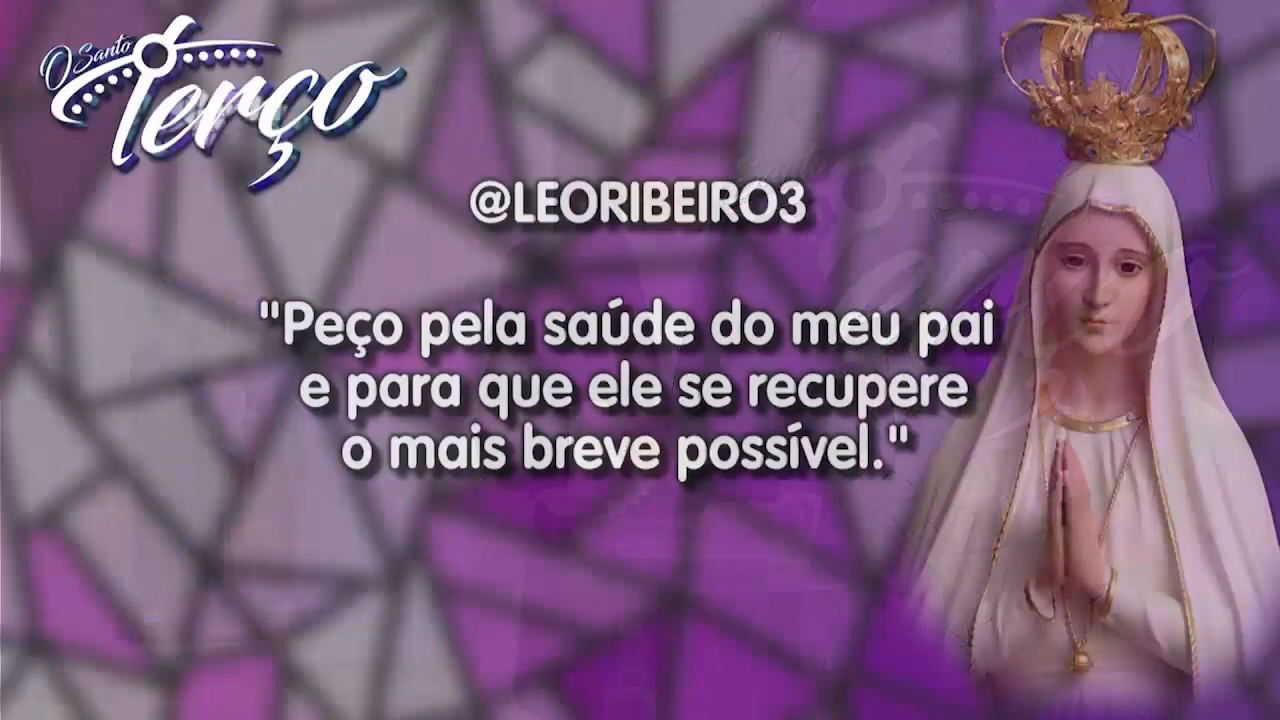 O Santo
Terço
@LEORIBEIRO3
"Peço pela saúde do meu pai
e para que ele se recupere
o mais breve possível."